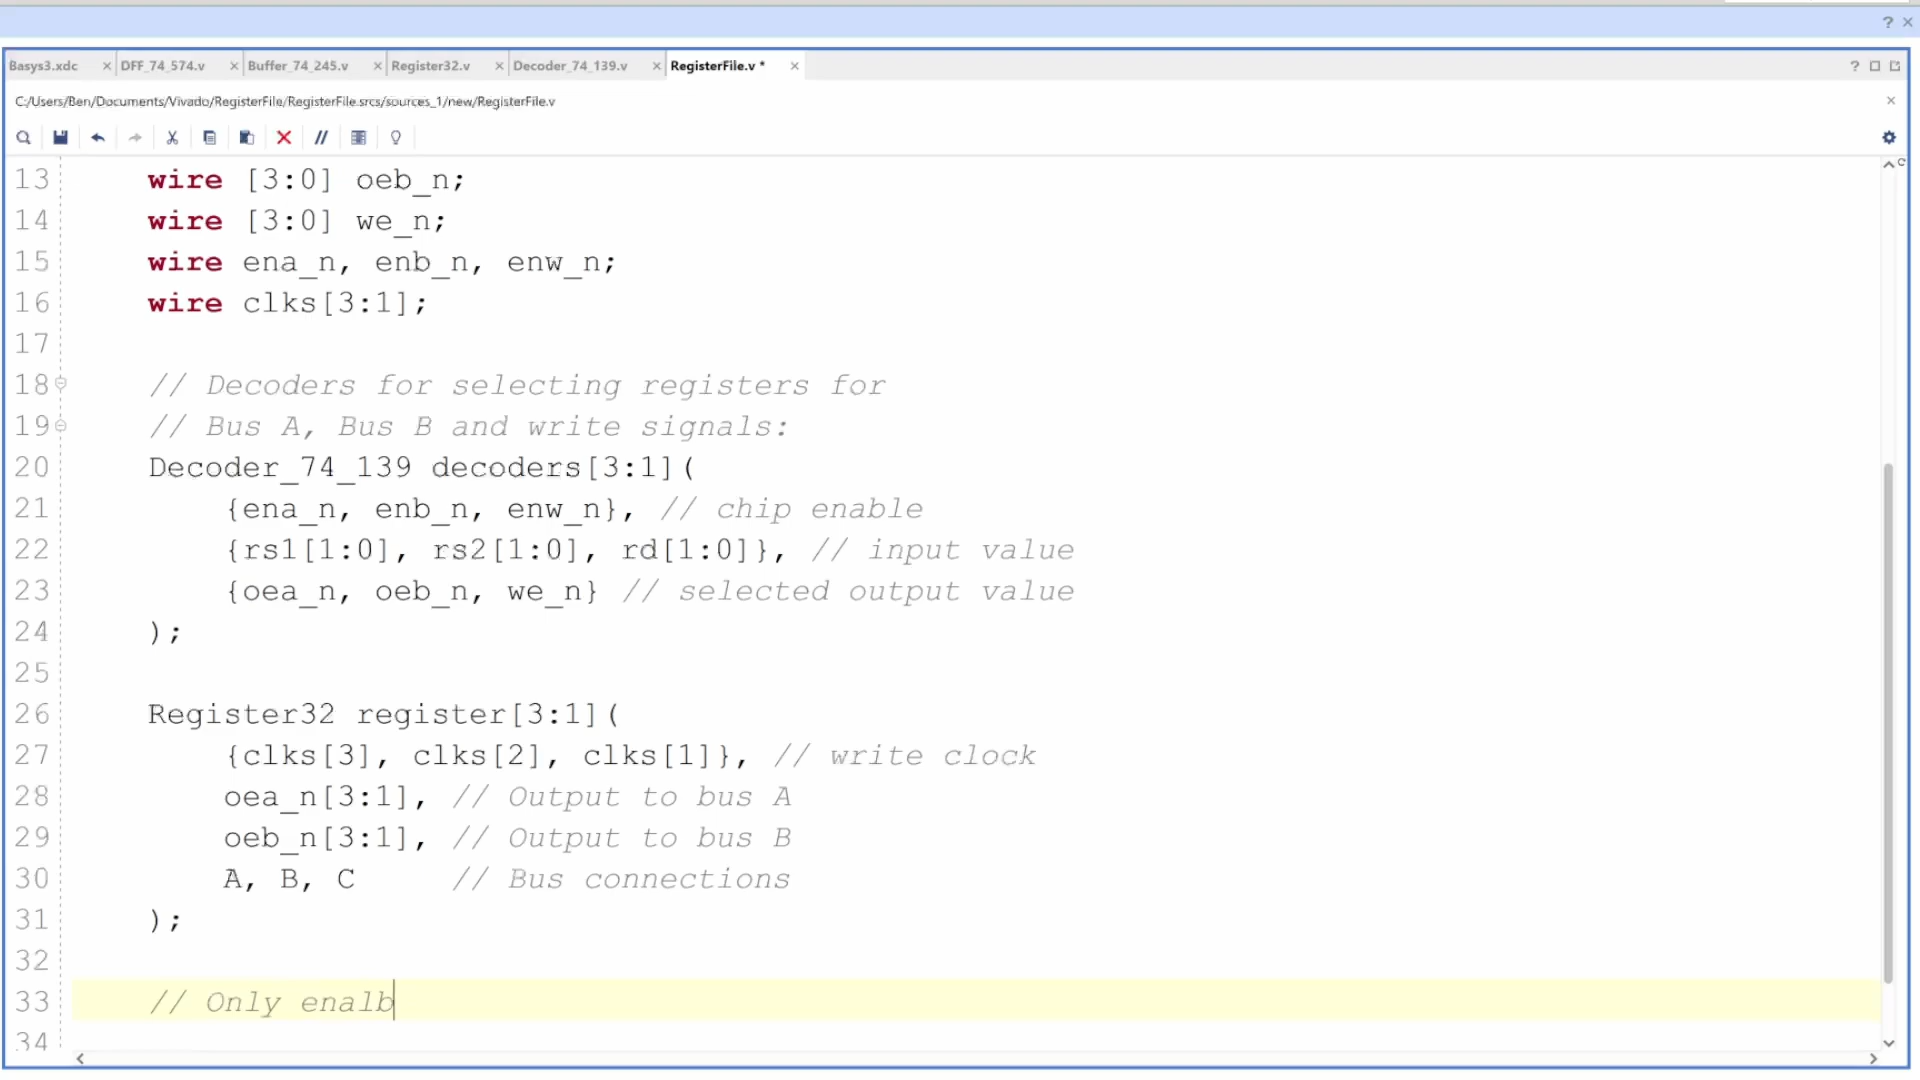 Basys3.xdc × DFF_74_574.v × Buffer_74_245.v × Register32.v × Decoder_74_139.v × RegisterFile.v * ×
C:/Users/Ben/Documents/Vivado/RegisterFile/RegisterFile.srcs/sources_1/new/RegisterFile.v
13 wire [3:0] oeb_n;
14 wire [3:0] we_n;
15 wire ena_n, enb_n, enw_n;
16 wire clks[3:1];
17
18 // Decoders for selecting registers for
19 // Bus A, Bus B and write signals:
20 Decoder_74_139 decoders[3:1](
21 {ena_n, enb_n, enw_n}, // chip enable
22 {rs1[1:0], rs2[1:0], rd[1:0]}, // input value
23 {oea_n, oeb_n, we_n} // selected output value
24 );
25
26 Register32 register[3:1](
27 {clks[3], clks[2], clks[1]}, // write clock
28 oea_n[3:1], // Output to bus A
29 oeb_n[3:1], // Output to bus B
30 A, B, C // Bus connections
31 );
32
33 // Only enalb
34